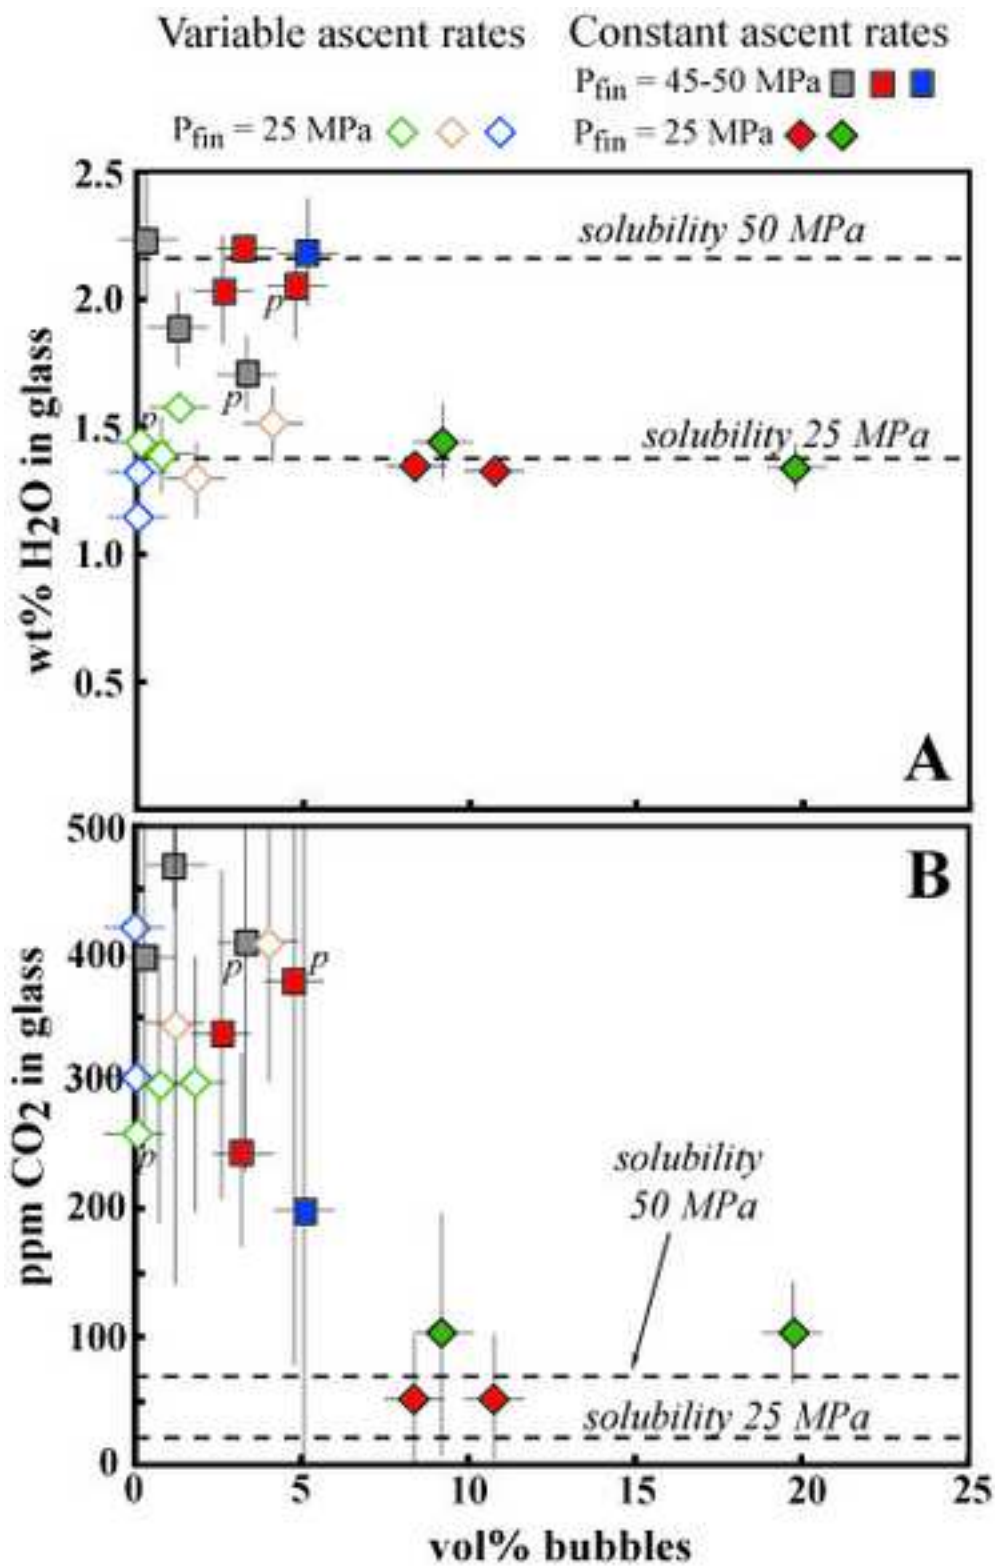 Variable ascent rates
Constant ascent rates
Pfin = 45-50 MPa
Pfin = 25 MPa
Pfin = 25 MPa
2.5
solubility 50 MPa
2.0
p
p
p
1.5
solubility 25 MPa
1.0
0.5
wt% H2O in glass
A
500
B
400
p
p
300
p
solubility
50 MPa
200
100
solubility 25 MPa
0
ppm CO2 in glass
0
5
10
15
20
25
vol% bubbles